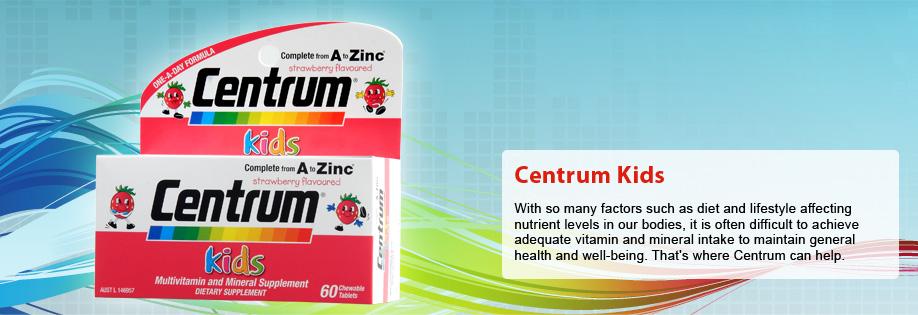 ONE-A-DAY FORMULA
Complete from A to Zinc
strawberry flavoured
Centrum®
kids
Complete from A to Zinc
strawberry flavoured
Centrum®
kids
Multivitamin and Mineral Supplement
DIETARY SUPPLEMENT
AUST L 146957
60 Chewable
Tablets
Centrum
kids
Centrum Kids
With so many factors such as diet and lifestyle affecting
nutrient levels in our bodies, it is often difficult to achieve
adequate vitamin and mineral intake to maintain general
health and well-being. That's where Centrum can help.